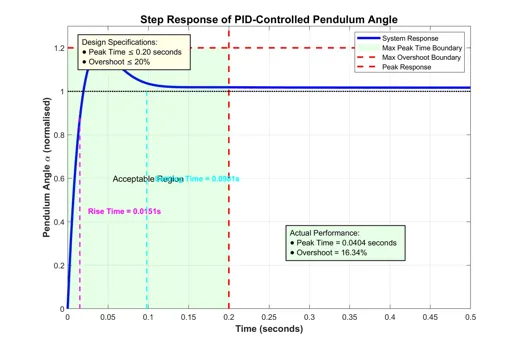 Step Response of PID-Controlled Pendulum Angle
Design Specifications:
● Peak Time ≤ 0.20 seconds
● Overshoot ≤ 20%
System Response
Max Peak Time Boundary
Max Overshoot Boundary
Peak Response
1.2
1
0.8
0.6
0.4
0.2
0
Pendulum Angle α (normalised)
Acceptable Region
Time = 0.09
Rise Time = 0.0151s
Actual Performance:
● Peak Time = 0.0404 seconds
● Overshoot = 16.34%
0 0.05 0.1 0.15 0.2 0.25 0.3 0.35 0.4 0.45 0.5
Time (seconds)